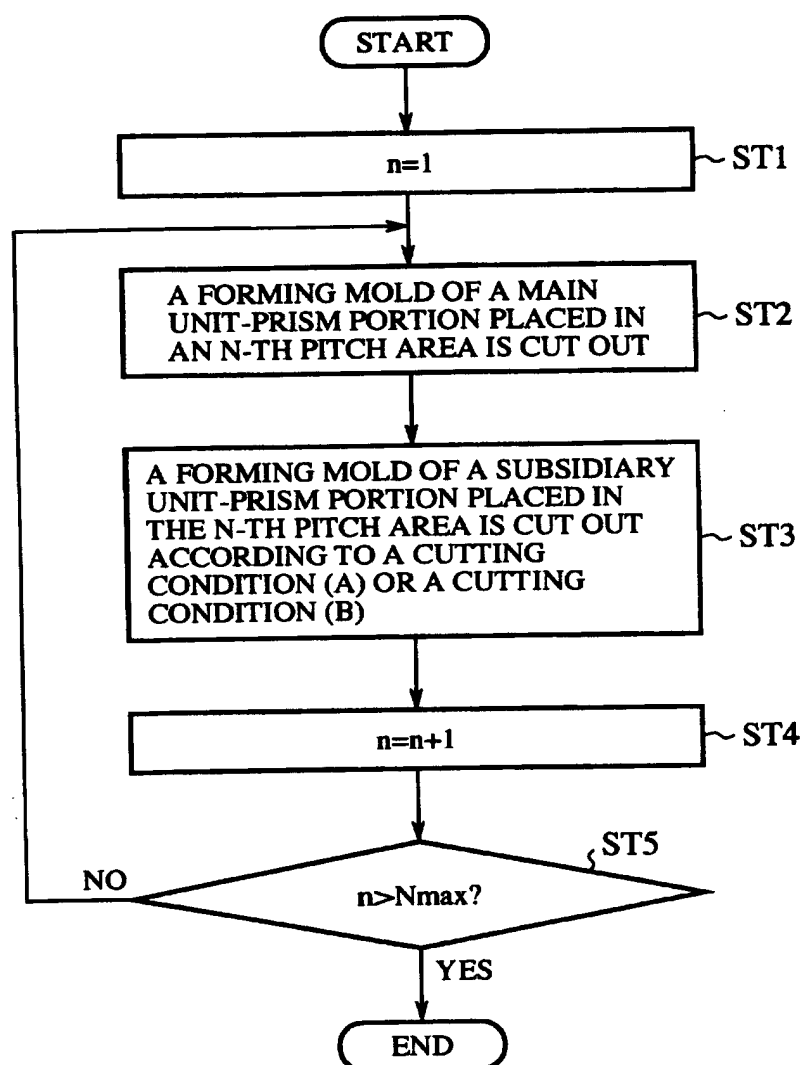 START
n=1
ST1
A FORMING MOLD OF A MAIN
UNIT-PRISM PORTION PLACED IN
AN N-TH PITCH AREA IS CUT OUT
ST2
A FORMING MOLD OF A SUBSIDIARY
UNIT-PRISM PORTION PLACED IN
THE N-TH PITCH AREA IS CUT OUT
ACCORDING TO A CUTTING
CONDITION (A) OR A CUTTING
CONDITION (B)
ST3
n=n+1
ST4
ST5
n>Nmax?
NO
YES
END